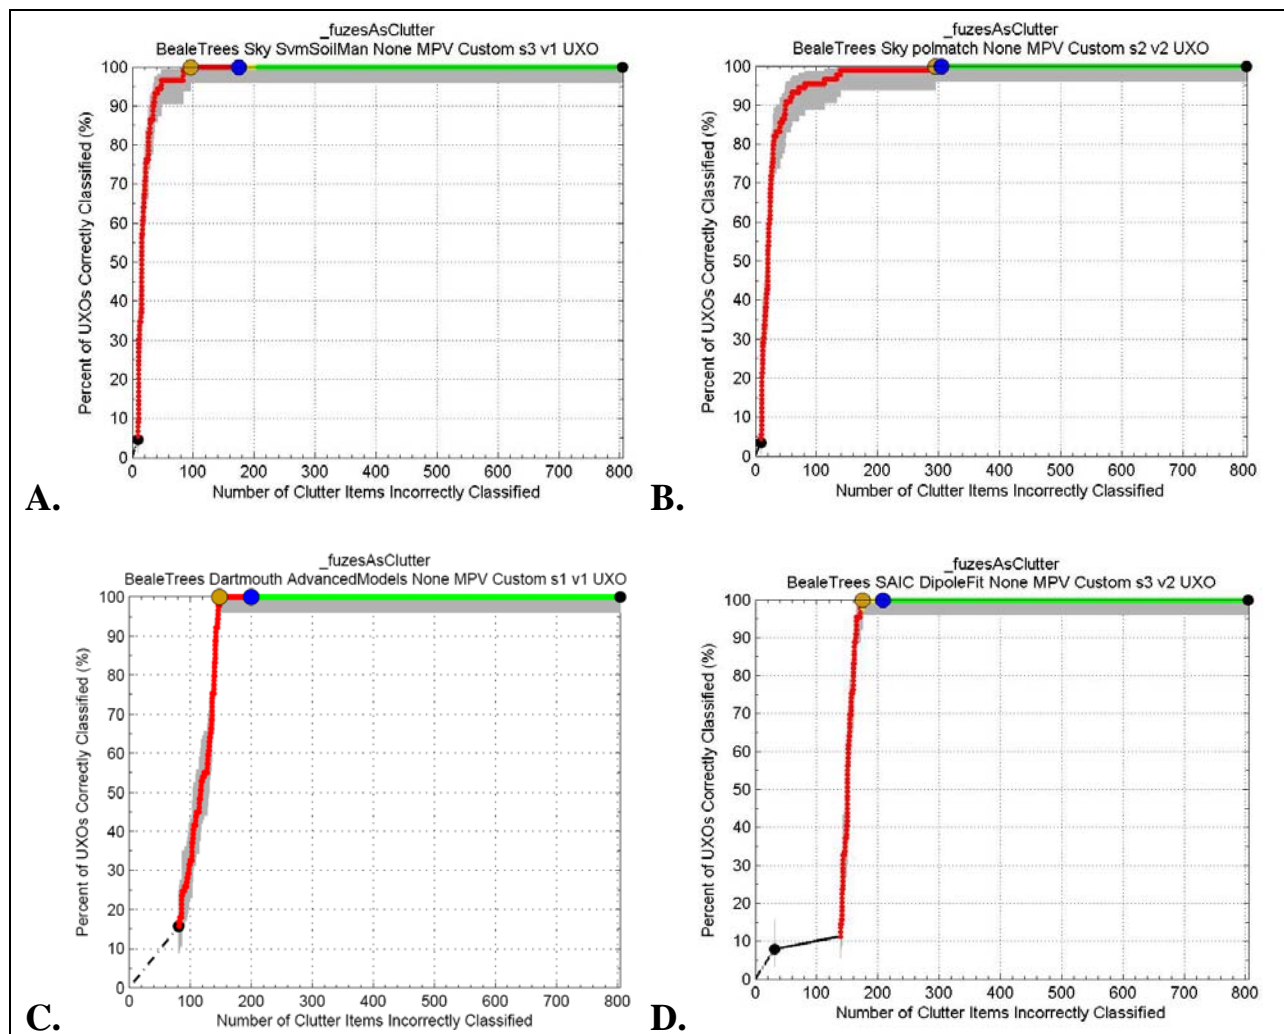 _fuzesAsClutter
BealeTrees Sky SvmSoilMan None MPV Custom s3 v1 UXO
Percent of UXOs Correctly Classified (%)
100
90
80
70
60
50
40
30
20
10
0
0 100 200 300 400 500 600 700 800
Number of Clutter Items Incorrectly Classified
A.
_fuzesAsClutter
BealeTrees Sky polmatch None MPV Custom s2 v2 UXO
Percent of UXOs Correctly Classified (%)
100
90
80
70
60
50
40
30
20
10
0
0 100 200 300 400 500 600 700 800
Number of Clutter Items Incorrectly Classified
B.
_fuzesAsClutter
BealeTrees Dartmouth AdvancedModels None MPV Custom s1 v1 UXO
Percent of UXOs Correctly Classified (%)
100
90
80
70
60
50
40
30
20
10
0
0 100 200 300 400 500 600 700 800
Number of Clutter Items Incorrectly Classified
C.
_fuzesAsClutter
BealeTrees SAIC DipoleFit None MPV Custom s3 v2 UXO
Percent of UXOs Correctly Classified (%)
100
90
80
70
60
50
40
30
20
10
0
0 100 200 300 400 500 600 700 800
Number of Clutter Items Incorrectly Classified
D.